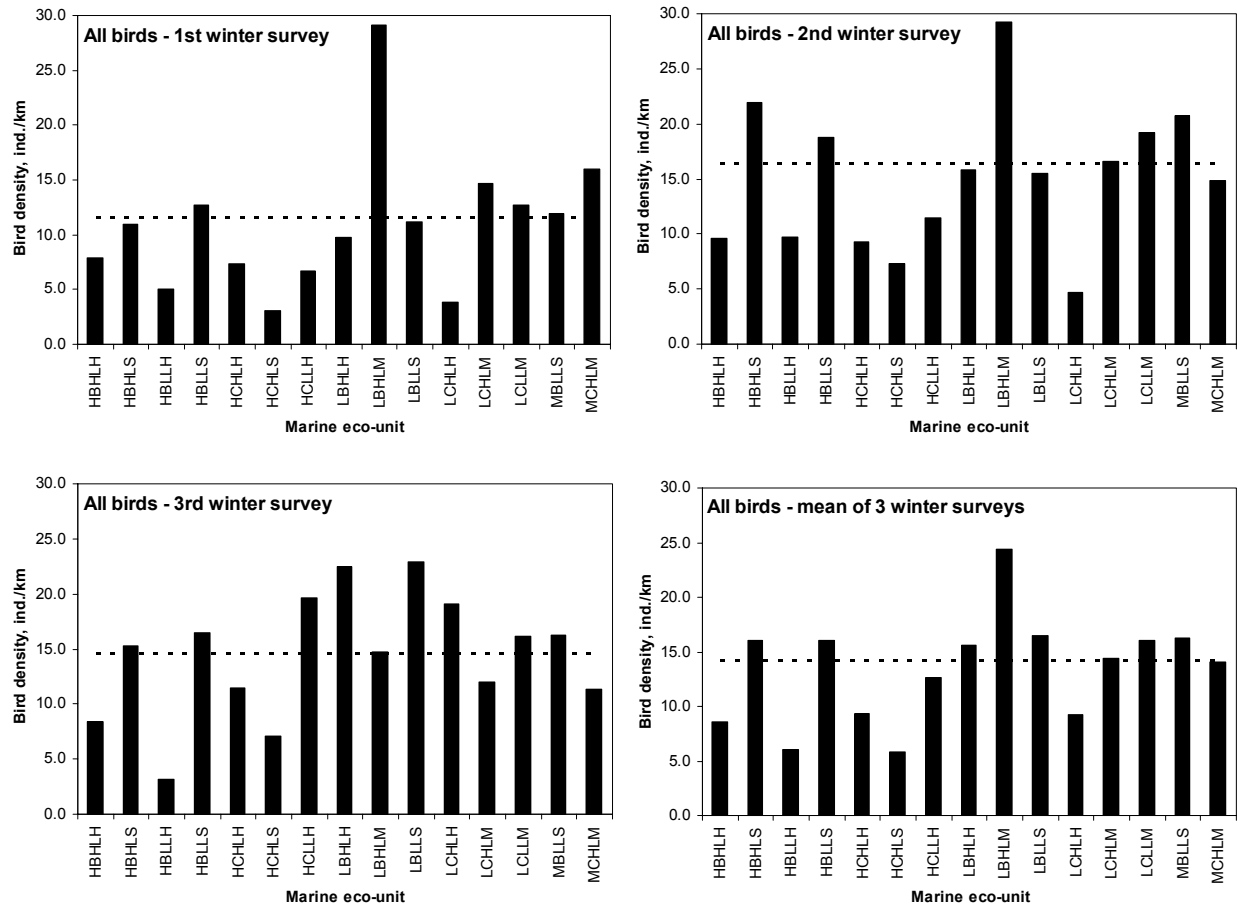 All birds - 1st winter survey
Bird density, ind./km
30.0
25.0
20.0
15.0
10.0
5.0
0.0
HBHLH HBHLS HBLLH HBLLS HCHLH HCHLS HCLLH LBHLH LBHLM LBLLS LCHLH LCHLM LCLLM MBLLS MCHLM
Marine eco-unit
All birds - 2nd winter survey
Bird density, ind./km
30.0
25.0
20.0
15.0
10.0
5.0
0.0
HBHLH HBHLS HBLLH HBLLS HCHLH HCHLS HCLLH LBHLH LBHLM LBLLS LCHLH LCHLM LCLLM MBLLS MCHLM
Marine eco-unit
All birds - 3rd winter survey
Bird density, ind./km
30.0
25.0
20.0
15.0
10.0
5.0
0.0
HBHLH HBHLS HBLLH HBLLS HCHLH HCHLS HCLLH LBHLH LBHLM LBLLS LCHLH LCHLM LCLLM MBLLS MCHLM
Marine eco-unit
All birds - mean of 3 winter surveys
Bird density, ind./km
30.0
25.0
20.0
15.0
10.0
5.0
0.0
HBHLH HBHLS HBLLH HBLLS HCHLH HCHLS HCLLH LBHLH LBHLM LBLLS LCHLH LCHLM LCLLM MBLLS MCHLM
Marine eco-unit